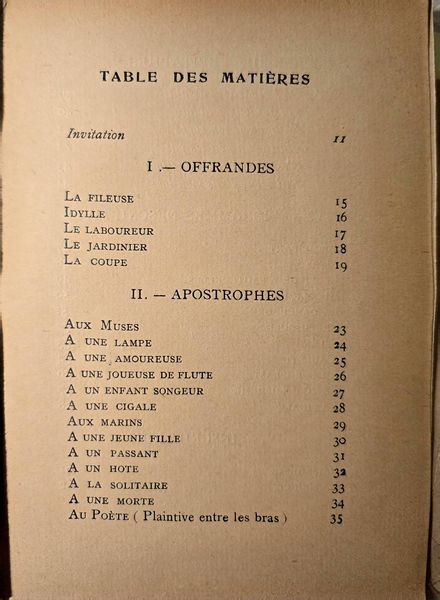 TABLE DES MATIÈRES
Invitation 11
I .— OFFRANDES
LA FILEUSE 15
IDYLLE 16
LE LABOUREUR 17
LE JARDINIER 18
LA COUPE 19
II. — APOSTROPHES
AUX MUSES 23
A UNE LAMPE 24
A UNE AMOUREUSE 25
A UNE JOUEUSE DE FLUTE 26
A UN ENFANT SONGEUR 27
A UNE CIGALE 28
AUX MARINS 29
A UNE JEUNE FILLE 30
A UN PASSANT 31
A UN HOTE 32
A LA SOLITAIRE 33
A UNE MORTE 34
AU POÈTE ( Plaintive entre les bras ) 35